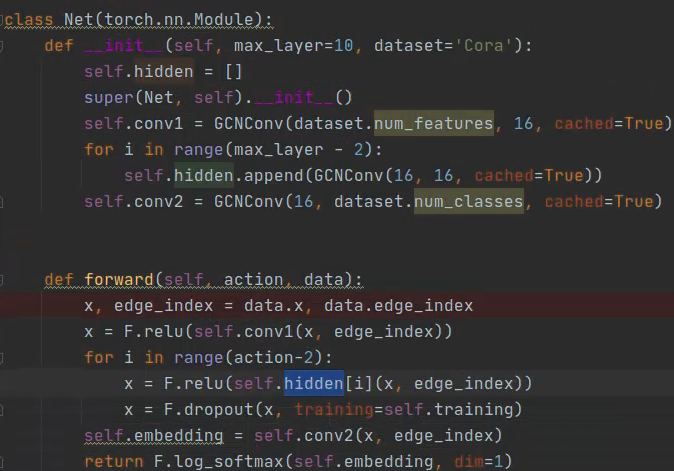 class Net(torch.nn.Module):
    def __init__(self, max_layer=10, dataset='Cora'):
        self.hidden = []
        super(Net, self).__init__()
        self.conv1 = GCNConv(dataset.num_features, 16, cached=True)
        for i in range(max_layer - 2):
            self.hidden.append(GCNConv(16, 16, cached=True))
        self.conv2 = GCNConv(16, dataset.num_classes, cached=True)
    def forward(self, action, data):
        x, edge_index = data.x, data.edge_index
        x = F.relu(self.conv1(x, edge_index))
        for i in range(action-2):
            x = F.relu(self.hidden[i](x, edge_index))
            x = F.dropout(x, training=self.training)
        self.embedding = self.conv2(x, edge_index)
        return F.log_softmax(self.embedding, dim=1)